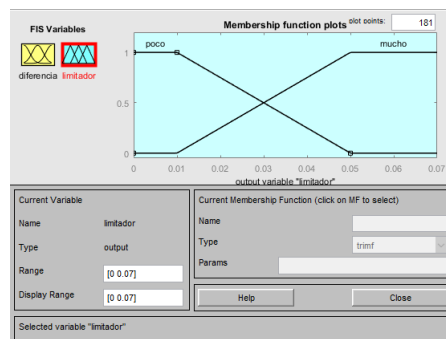 FIS Variables
Membership function plots
plot points:
181
poco
mucho
1
0.5
0
diferencia
limitador
0
0.01
0.02
0.03
0.04
0.05
0.06
0.07
output variable "limitador"
Current Variable
Current Membership Function (click on MF to select)
Name
limitador
Name
Type
output
Type
trimf
Params
Range
[0 0.07]
Display Range
[0 0.07]
Help
Close
Selected variable "limitador"